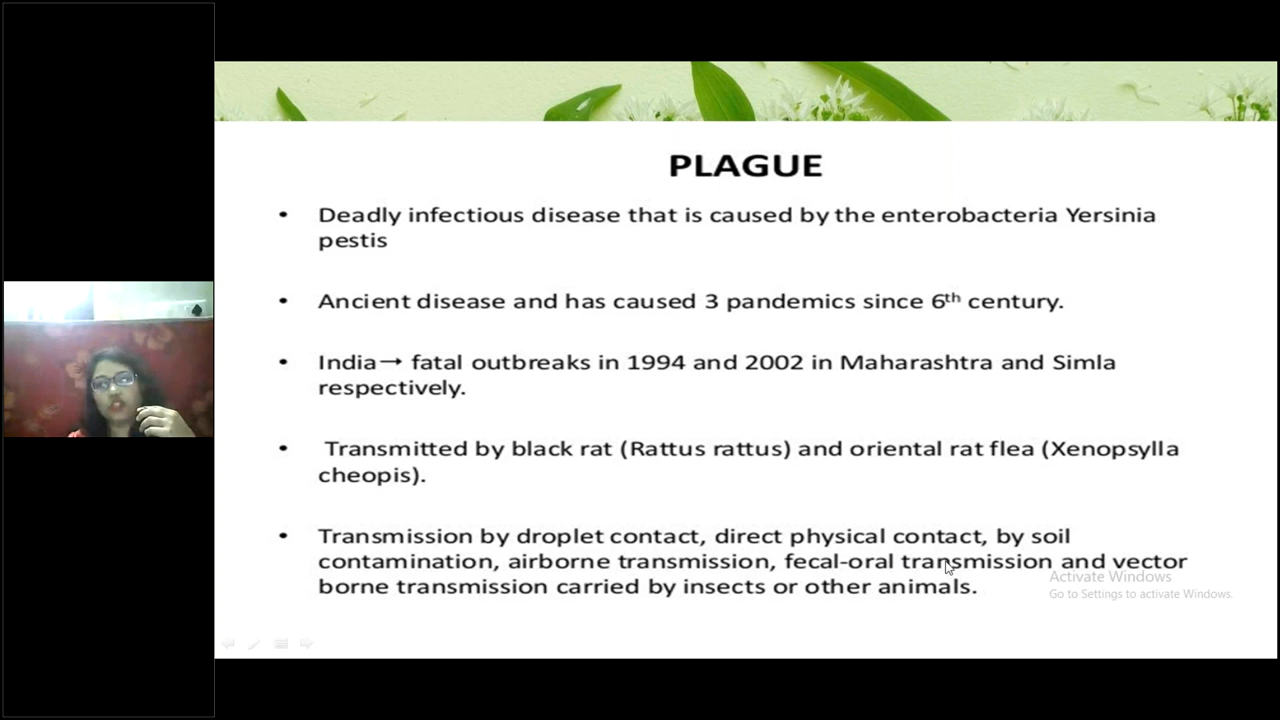 PLAGUE
• Deadly infectious disease that is caused by the enterobacteria Yersinia
pestis
• Ancient disease and has caused 3 pandemics since 6th century.
• India→ fatal outbreaks in 1994 and 2002 in Maharashtra and Simla
respectively.
• Transmitted by black rat (Rattus rattus) and oriental rat flea (Xenopsylla
cheopis).
• Transmission by droplet contact, direct physical contact, by soil
contamination, airborne transmission, fecal-oral transmission and vector
borne transmission carried by insects or other animals.
Activate Windows
Go to Settings to activate Windows.